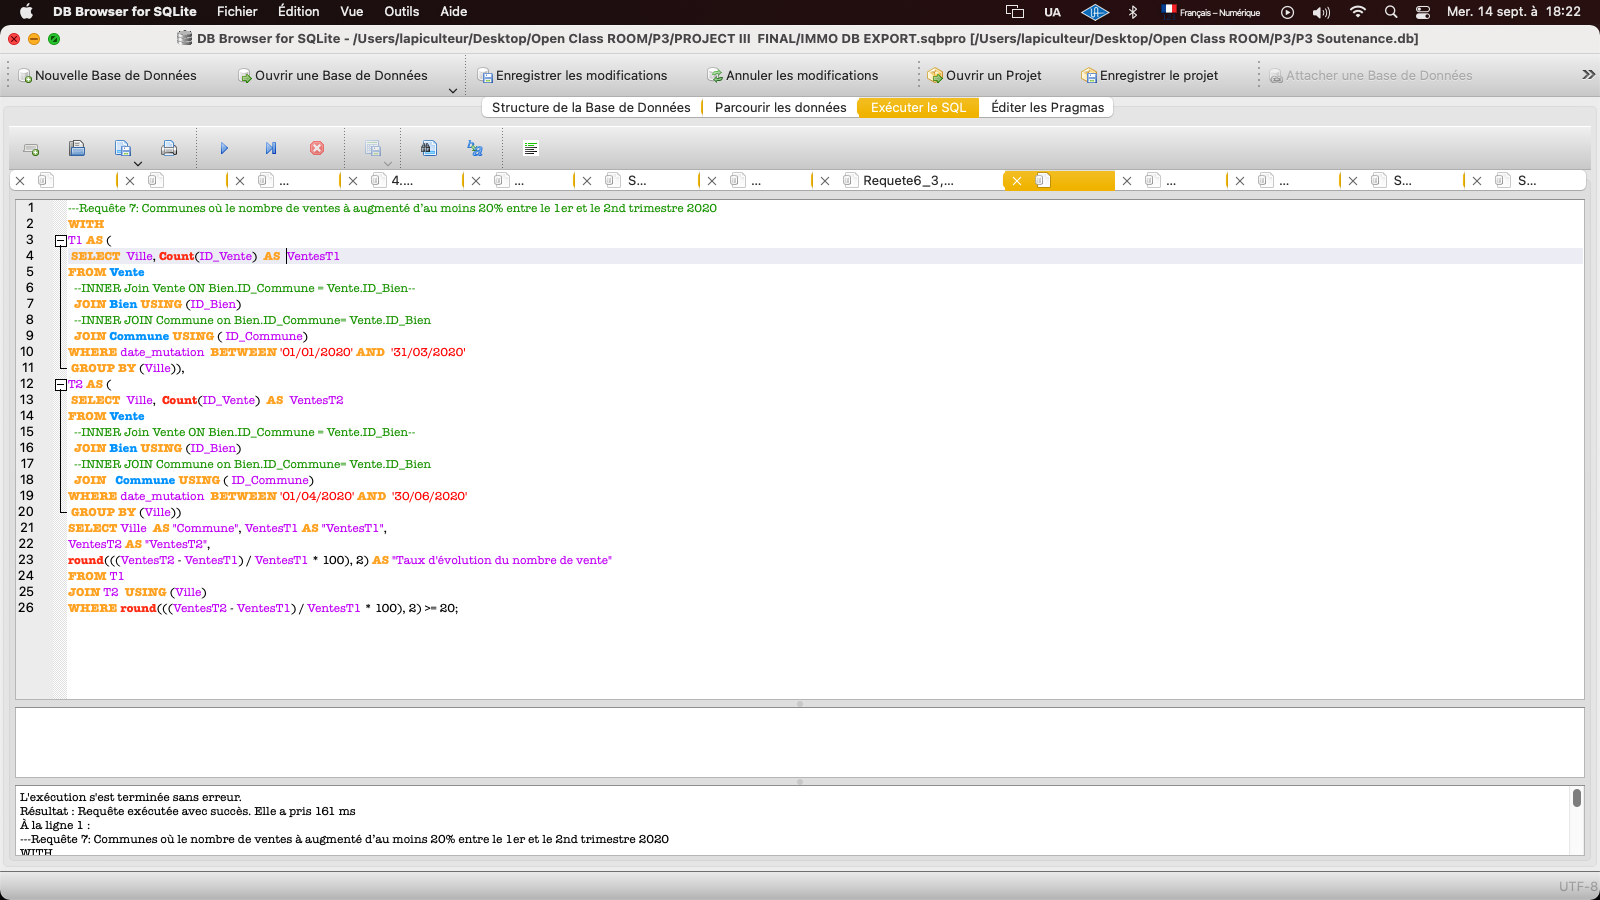 DB Browser for SQLite Fichier Édition Vue Outils Aide UA Français – Numérique Mer. 14 sept. à 18:22
DB Browser for SQLite - /Users/lapiculteur/Desktop/Open Class ROOM/P3/PROJECT III FINAL/IMMO DB EXPORT.sqbpro [/Users/lapiculteur/Desktop/Open Class ROOM/P3/P3 Soutenance.db]
Nouvelle Base de Données Ouvrir une Base de Données Enregistrer les modifications Annuler les modifications Ouvrir un Projet Enregistrer le projet Attacher une Base de Données »
Structure de la Base de Données Parcourir les données Exécuter le SQL Éditer les Pragmas
... 4.... ... S... ... Requete6_3,... ... ... S... S...
1 ---Requête 7: Communes où le nombre de ventes à augmenté d’au moins 20% entre le 1er et le 2nd trimestre 2020
2 WITH
3 T1 AS (
4 SELECT Ville, Count(ID_Vente) AS VentesT1
5 FROM Vente
6 --INNER Join Vente ON Bien.ID_Commune = Vente.ID_Bien--
7 JOIN Bien USING (ID_Bien)
8 --INNER JOIN Commune on Bien.ID_Commune= Vente.ID_Bien
9 JOIN Commune USING ( ID_Commune)
10 WHERE date_mutation BETWEEN '01/01/2020' AND '31/03/2020'
11 GROUP BY (Ville)),
12 T2 AS (
13 SELECT Ville, Count(ID_Vente) AS VentesT2
14 FROM Vente
15 --INNER Join Vente ON Bien.ID_Commune = Vente.ID_Bien--
16 JOIN Bien USING (ID_Bien)
17 --INNER JOIN Commune on Bien.ID_Commune= Vente.ID_Bien
18 JOIN Commune USING ( ID_Commune)
19 WHERE date_mutation BETWEEN '01/04/2020' AND '30/06/2020'
20 GROUP BY (Ville))
21 SELECT Ville AS "Commune", VentesT1 AS "VentesT1",
22 VentesT2 AS "VentesT2",
23 round(((VentesT2 - VentesT1) / VentesT1 * 100), 2) AS "Taux d'évolution du nombre de vente"
24 FROM T1
25 JOIN T2 USING (Ville)
26 WHERE round(((VentesT2 - VentesT1) / VentesT1 * 100), 2) >= 20;
L'exécution s'est terminée sans erreur.
Résultat : Requête exécutée avec succès. Elle a pris 161 ms
À la ligne 1 :
---Requête 7: Communes où le nombre de ventes à augmenté d’au moins 20% entre le 1er et le 2nd trimestre 2020
WITH
UTF-8